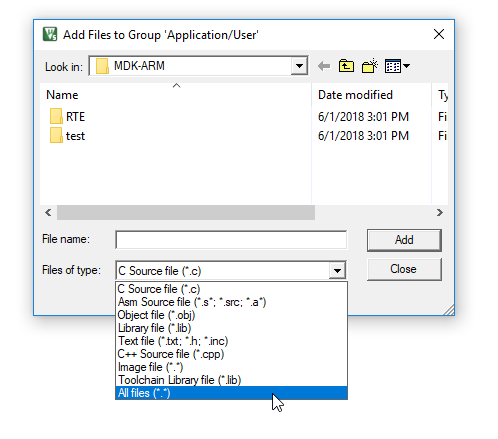 Add Files to Group 'Application/User'
Look in: MDK-ARM
Name Date modified Ty
RTE 6/1/2018 3:01 PM Fi
test 6/1/2018 3:01 PM Fi
File name: Add
Files of type: C Source file (*.c) Close
C Source file (*.c)
Asm Source file (*.s*; *.src; *.a*)
Object file (*.obj)
Library file (*.lib)
Text file (*.txt; *.h; *.inc)
C++ Source file (*.cpp)
Image file (*.*)
Toolchain Library file (*.lib)
All files (*.*)